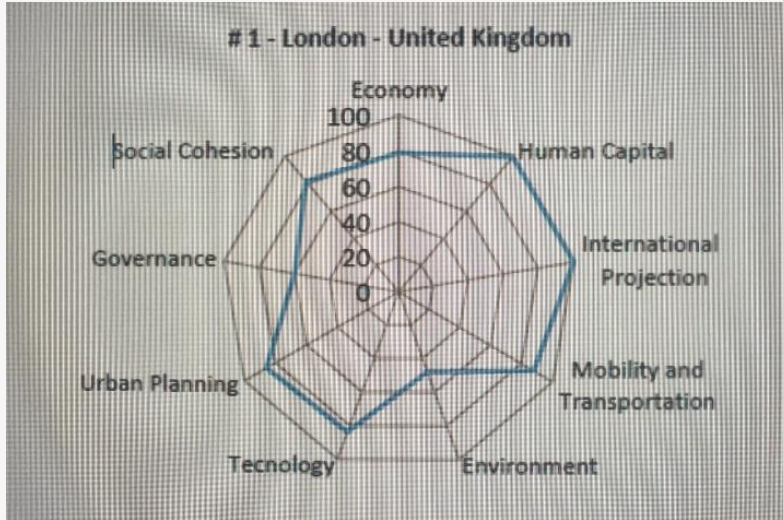 # 1 - London - United Kingdom
Economy
100
80
60
40
20
0
Human Capital
International
Projection
Mobility and
Transportation
Environment
Tecnology
Urban Planning
Governance
Social Cohesion